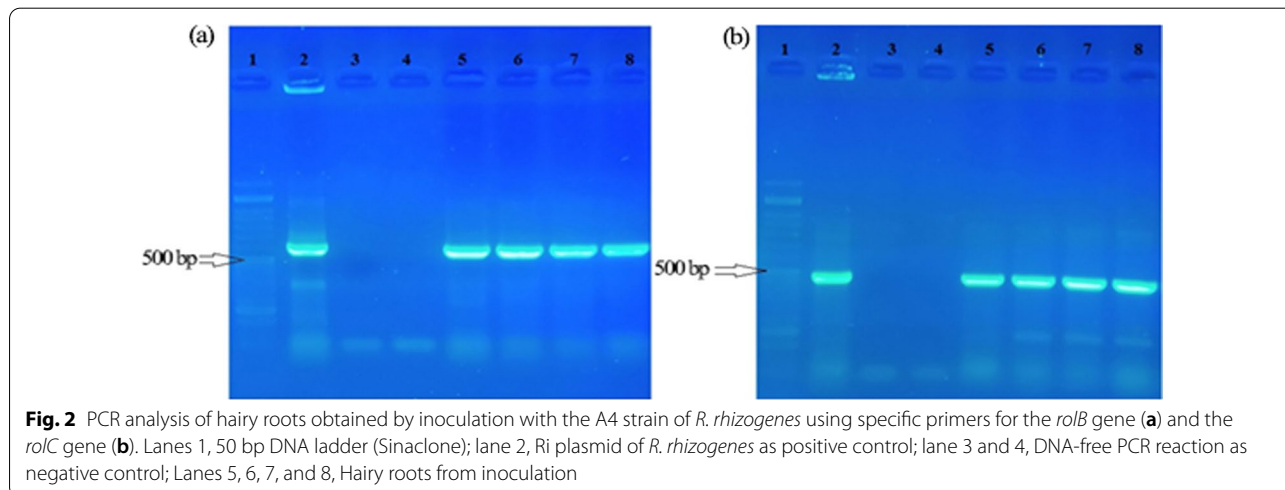 (a)
1 2 3 4 5 6 7 8
500 bp
(b)
1 2 3 4 5 6 7 8
500 bp
Fig. 2 PCR analysis of hairy roots obtained by inoculation with the A4 strain of R. rhizogenes using specific primers for the rolB gene (a) and the
rolC gene (b). Lanes 1, 50 bp DNA ladder (Sinaclone); lane 2, Ri plasmid of R. rhizogenes as positive control; lane 3 and 4, DNA-free PCR reaction as
negative control; Lanes 5, 6, 7, and 8, Hairy roots from inoculation